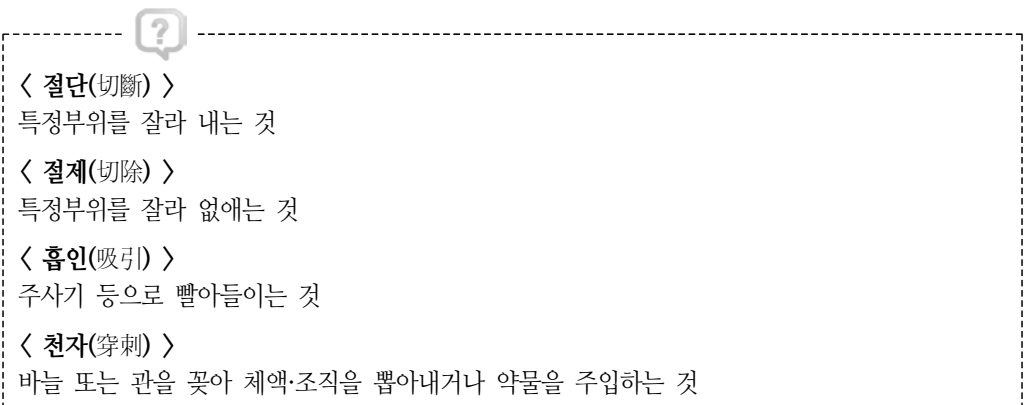 ?
〈 절단(切斷) 〉
특정부위를 잘라 내는 것
〈 절제(切除) 〉
특정부위를 잘라 없애는 것
〈 흡인(吸引) 〉
주사기 등으로 빨아들이는 것
〈 천자(穿刺) 〉
바늘 또는 관을 꽂아 체액·조직을 뽑아내거나 약물을 주입하는 것